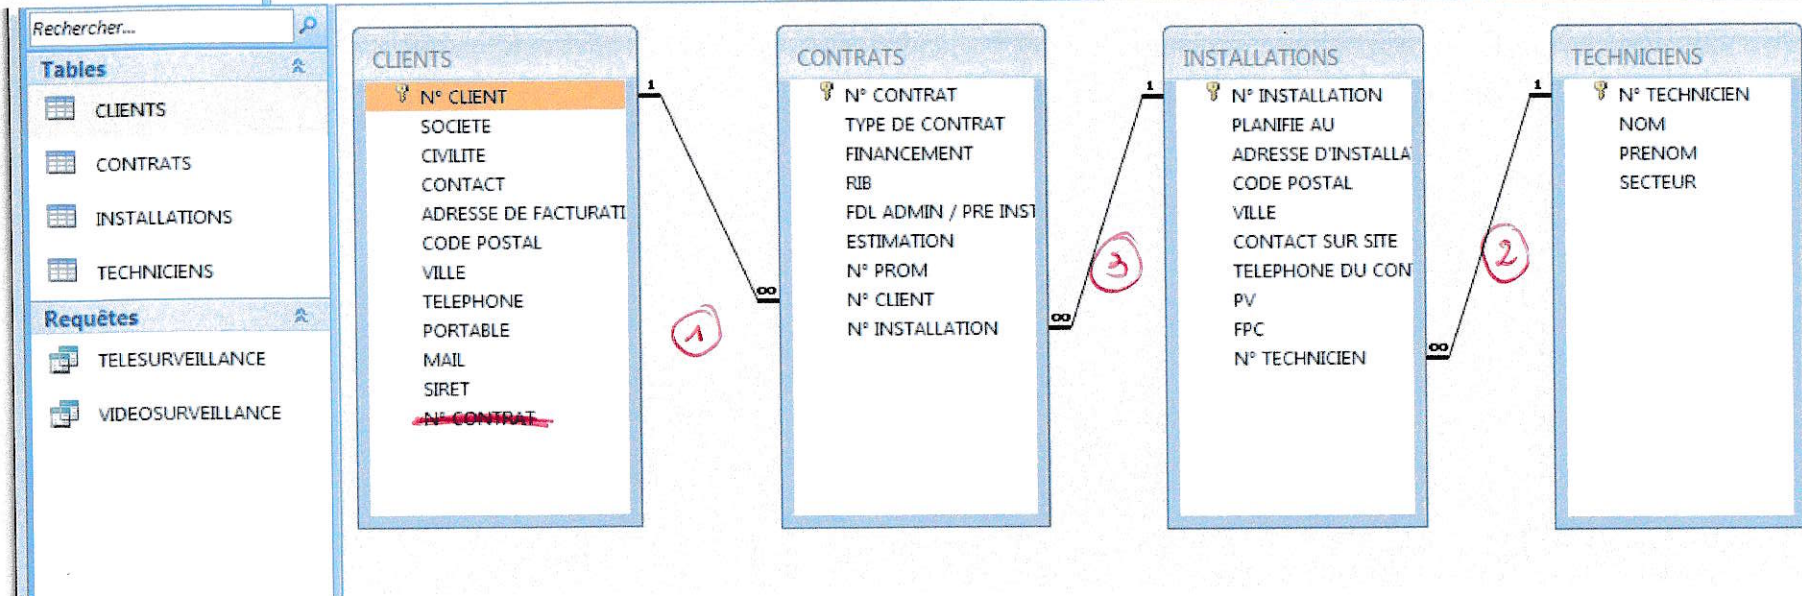 Rechercher...
Tables
CLIENTS
CONTRATS
INSTALLATIONS
TECHNICIENS
Requêtes
TELESURVEILLANCE
VIDEOSURVEILLANCE
CLIENTS
N° CLIENT
SOCIETE
CIVILITE
CONTACT
ADRESSE DE FACTURATI
CODE POSTAL
VILLE
TELEPHONE
PORTABLE
MAIL
SIRET
N° CONTRAT
1
∞
1
CONTRATS
N° CONTRAT
TYPE DE CONTRAT
FINANCEMENT
RIB
FDL ADMIN / PRE INST
ESTIMATION
N° PROM
N° CLIENT
N° INSTALLATION
1
∞
3
INSTALLATIONS
N° INSTALLATION
PLANIFIE AU
ADRESSE D'INSTALLA
CODE POSTAL
VILLE
CONTACT SUR SITE
TELEPHONE DU CON
PV
FPC
N° TECHNICIEN
1
∞
2
TECHNICIENS
N° TECHNICIEN
NOM
PRENOM
SECTEUR